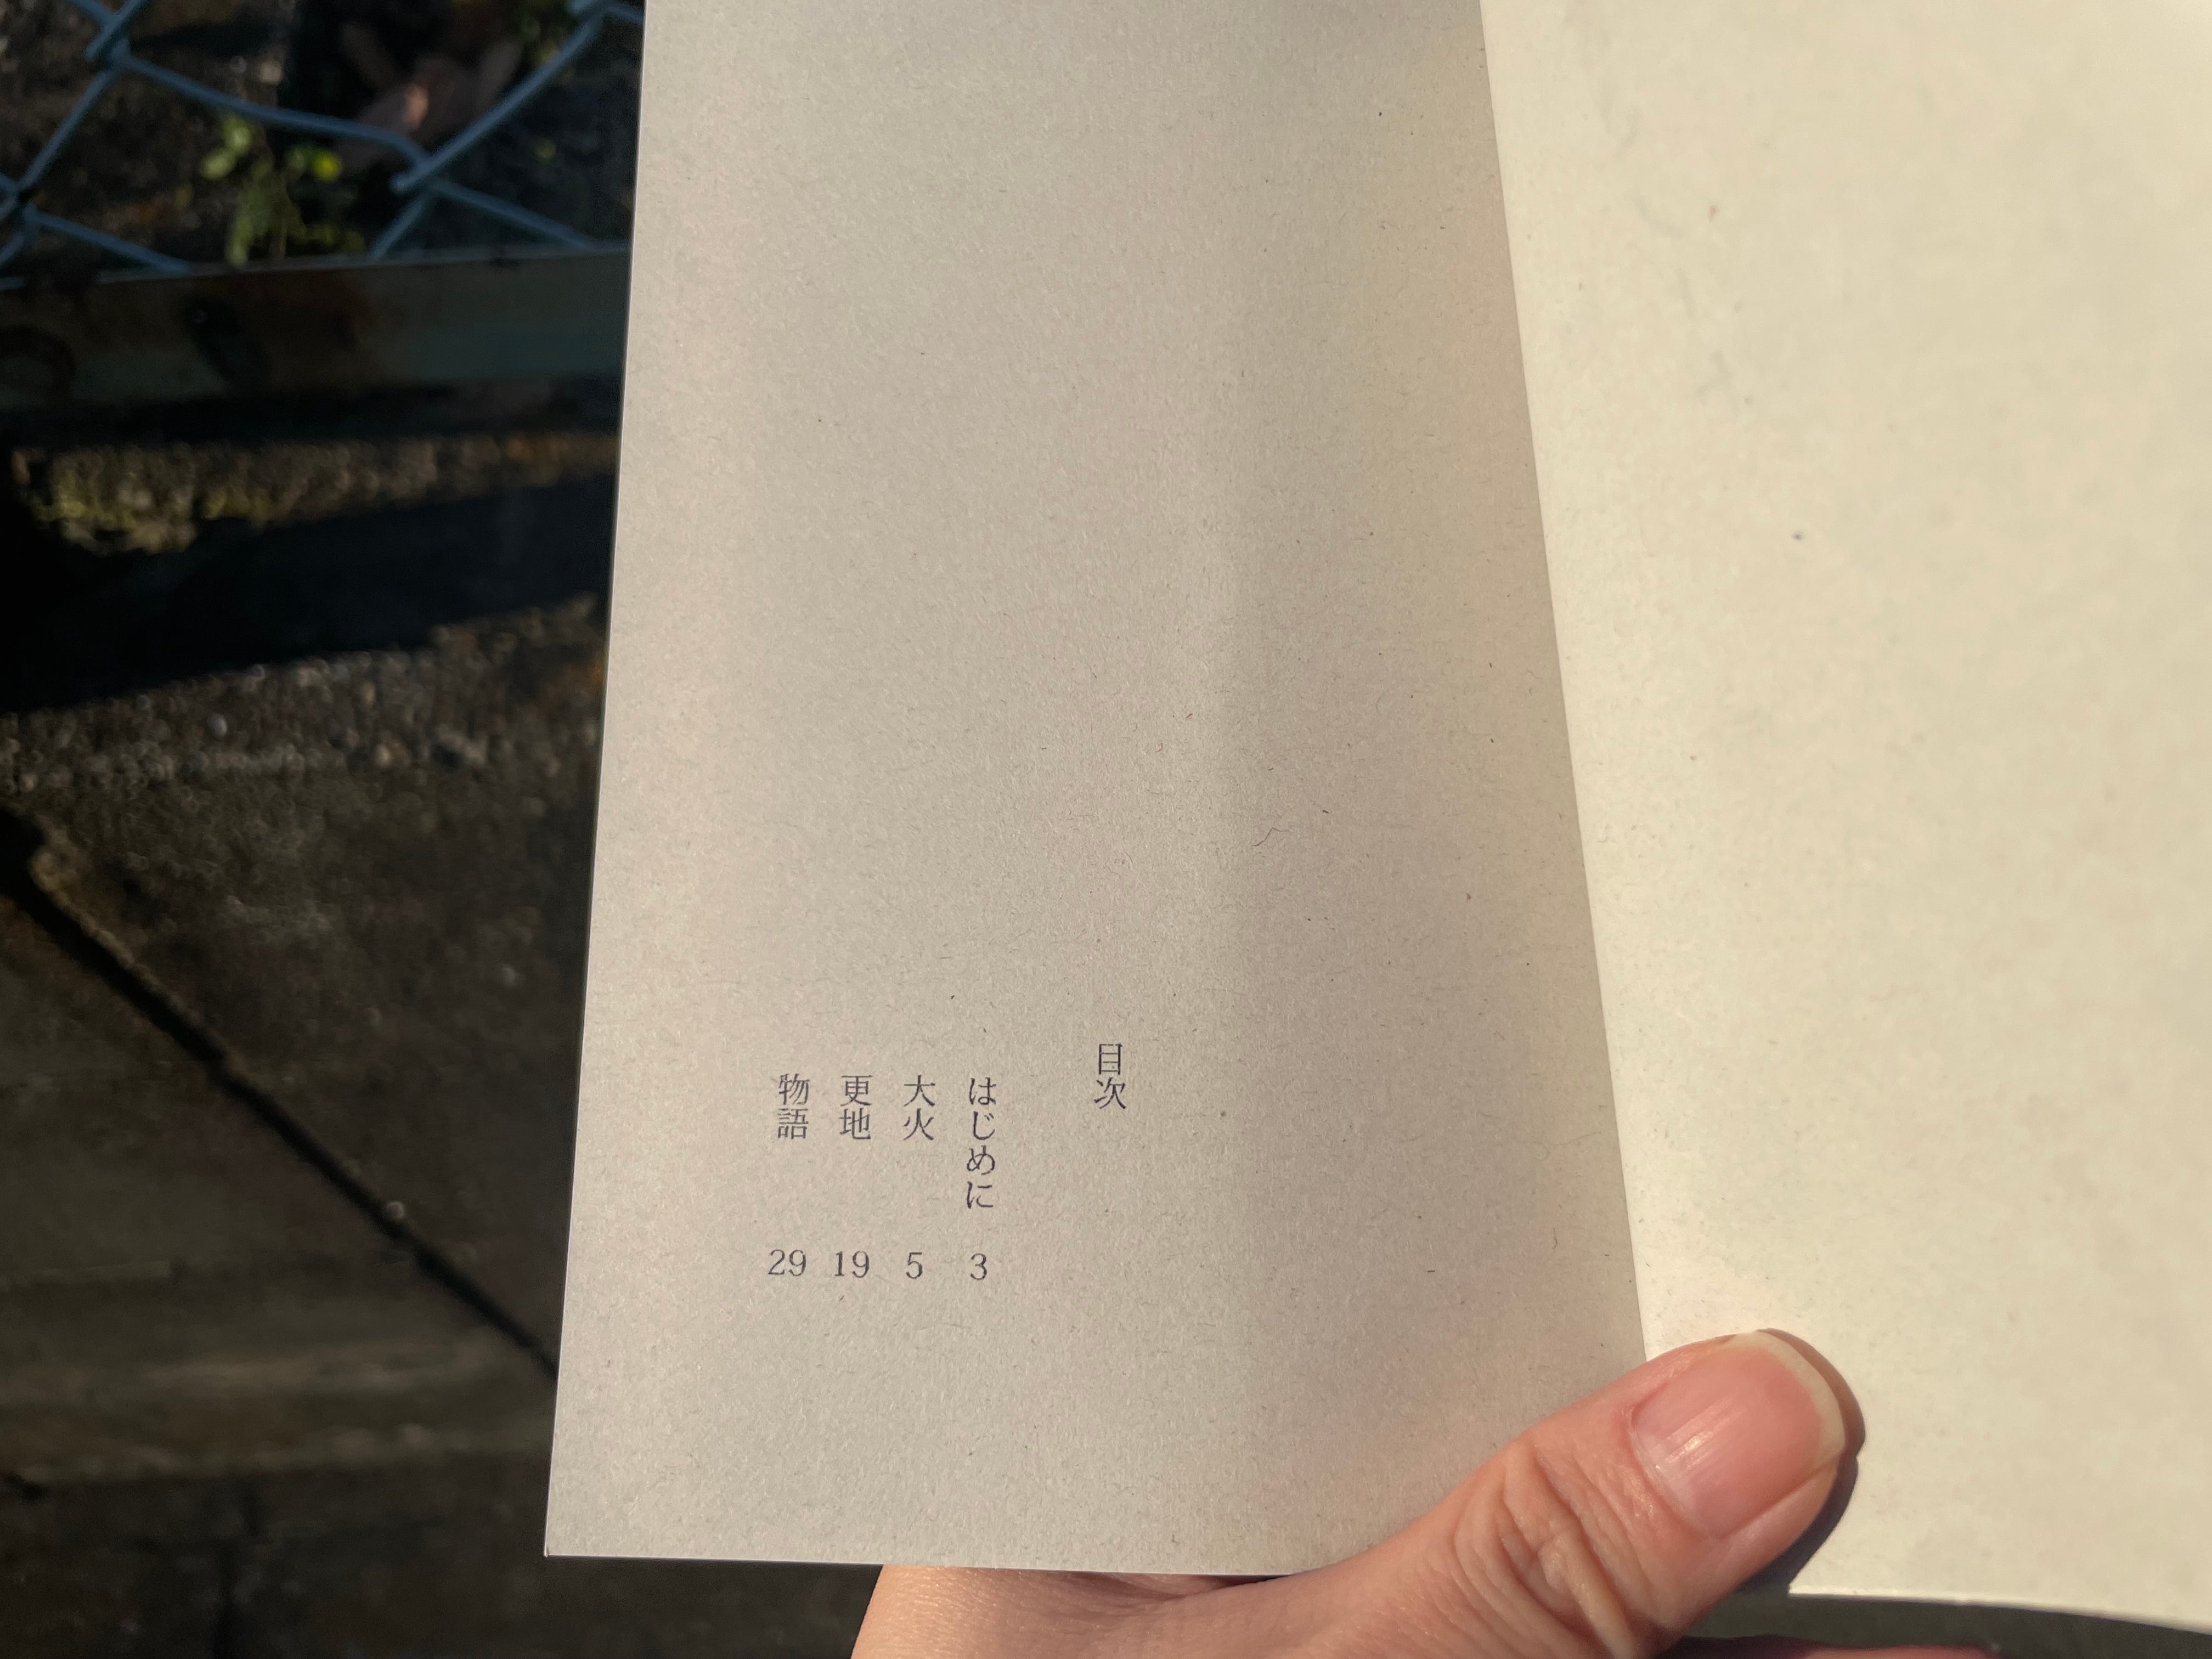 目次
はじめに 3
大火 5
更地 19
物語 29